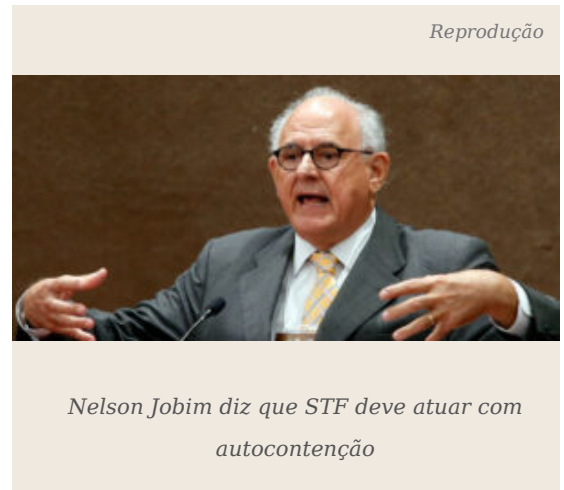 Reprodução
Nelson Jobim diz que STF deve atuar com
autocontenção